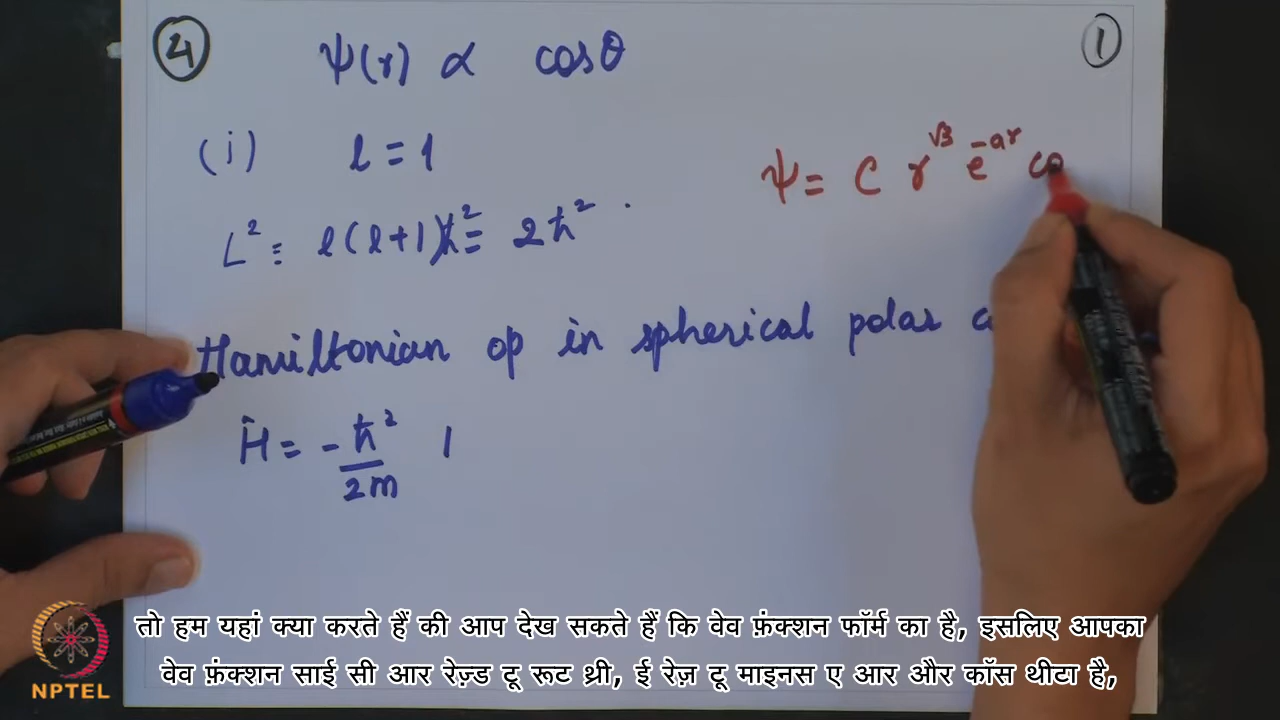 4 ψ(r) ∝ cosθ 1
(i) l = 1
ψ = C r^√3 e^-ar co
L² = l(l+1)ħ² = 2ħ²
Hamiltonian op in spherical polar c
Ĥ = -ħ²/2m 1
तो हम यहां क्या करते हैं की आप देख सकते हैं कि वेव फ़ंक्शन फॉर्म का है, इसलिए आपका
वेव फ़ंक्शन साई सी आर रेज़्ड टू रूट थ्री, ई रेज़ टू माइनस ए आर और कॉस थीटा है,
NPTEL